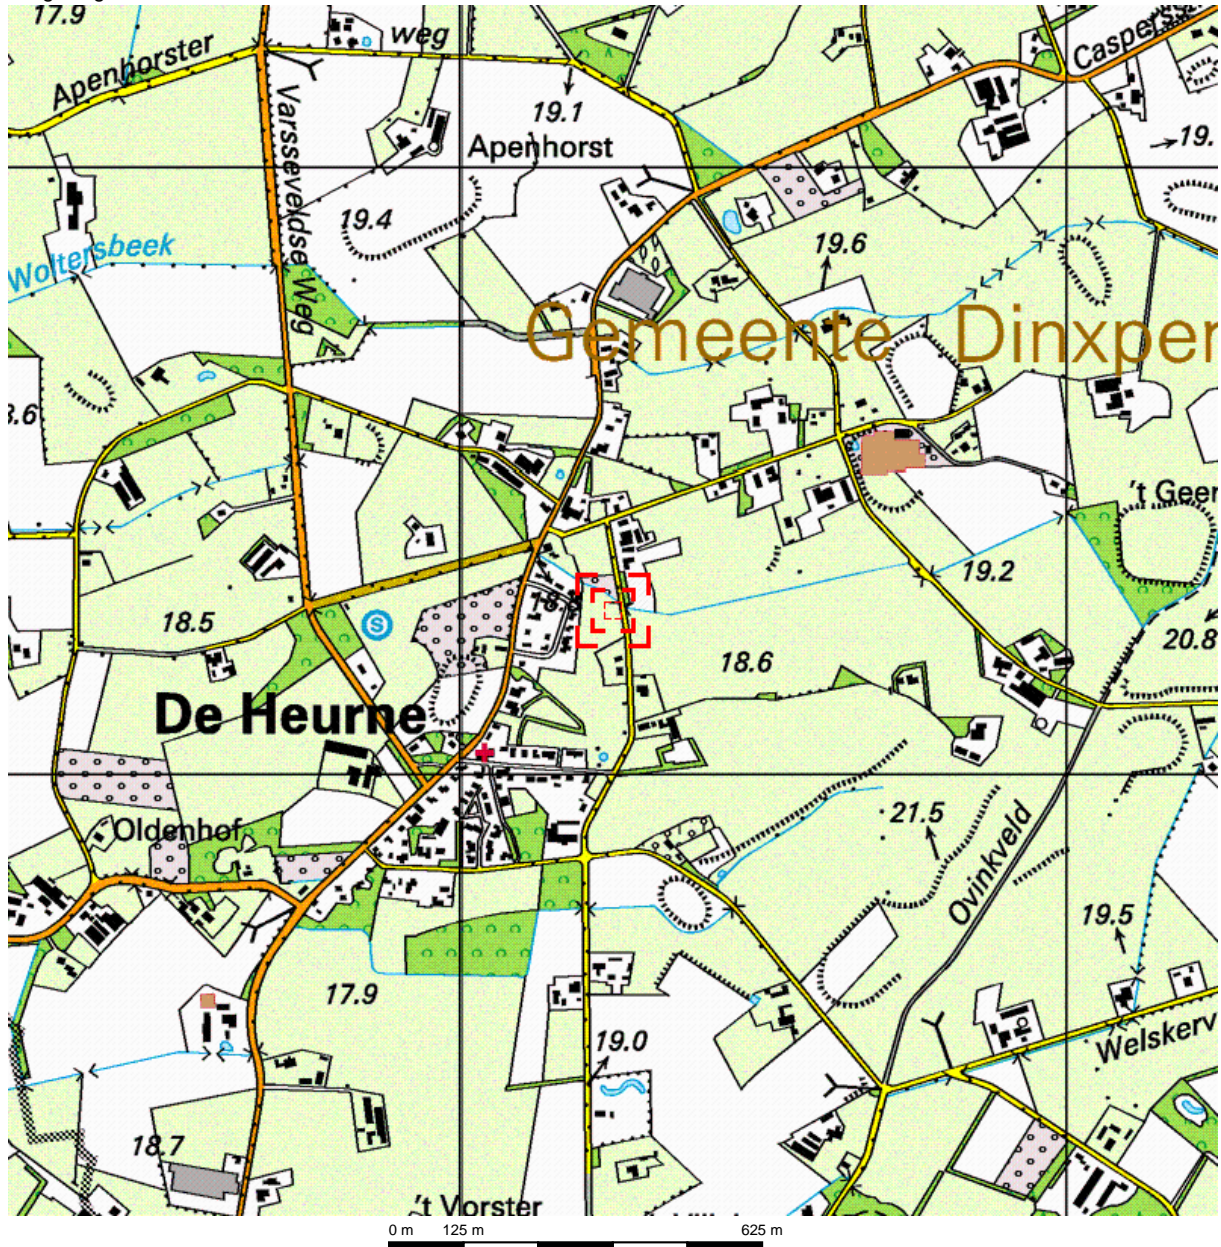 17.9
Apenhorster
weg
Caspersstr
19.1
Apenhorst
19.
Varsseveldse Weg
19.4
Woltersbeek
19.6
Gemeente Dinxper
3.6
't Geer
19.2
18.5
S
18.6
20.8
De Heurne
Oldenhof
21.5
Ovinkveld
19.5
17.9
19.0
Welskerv
18.7
't Vorster
0 m 125 m 625 m